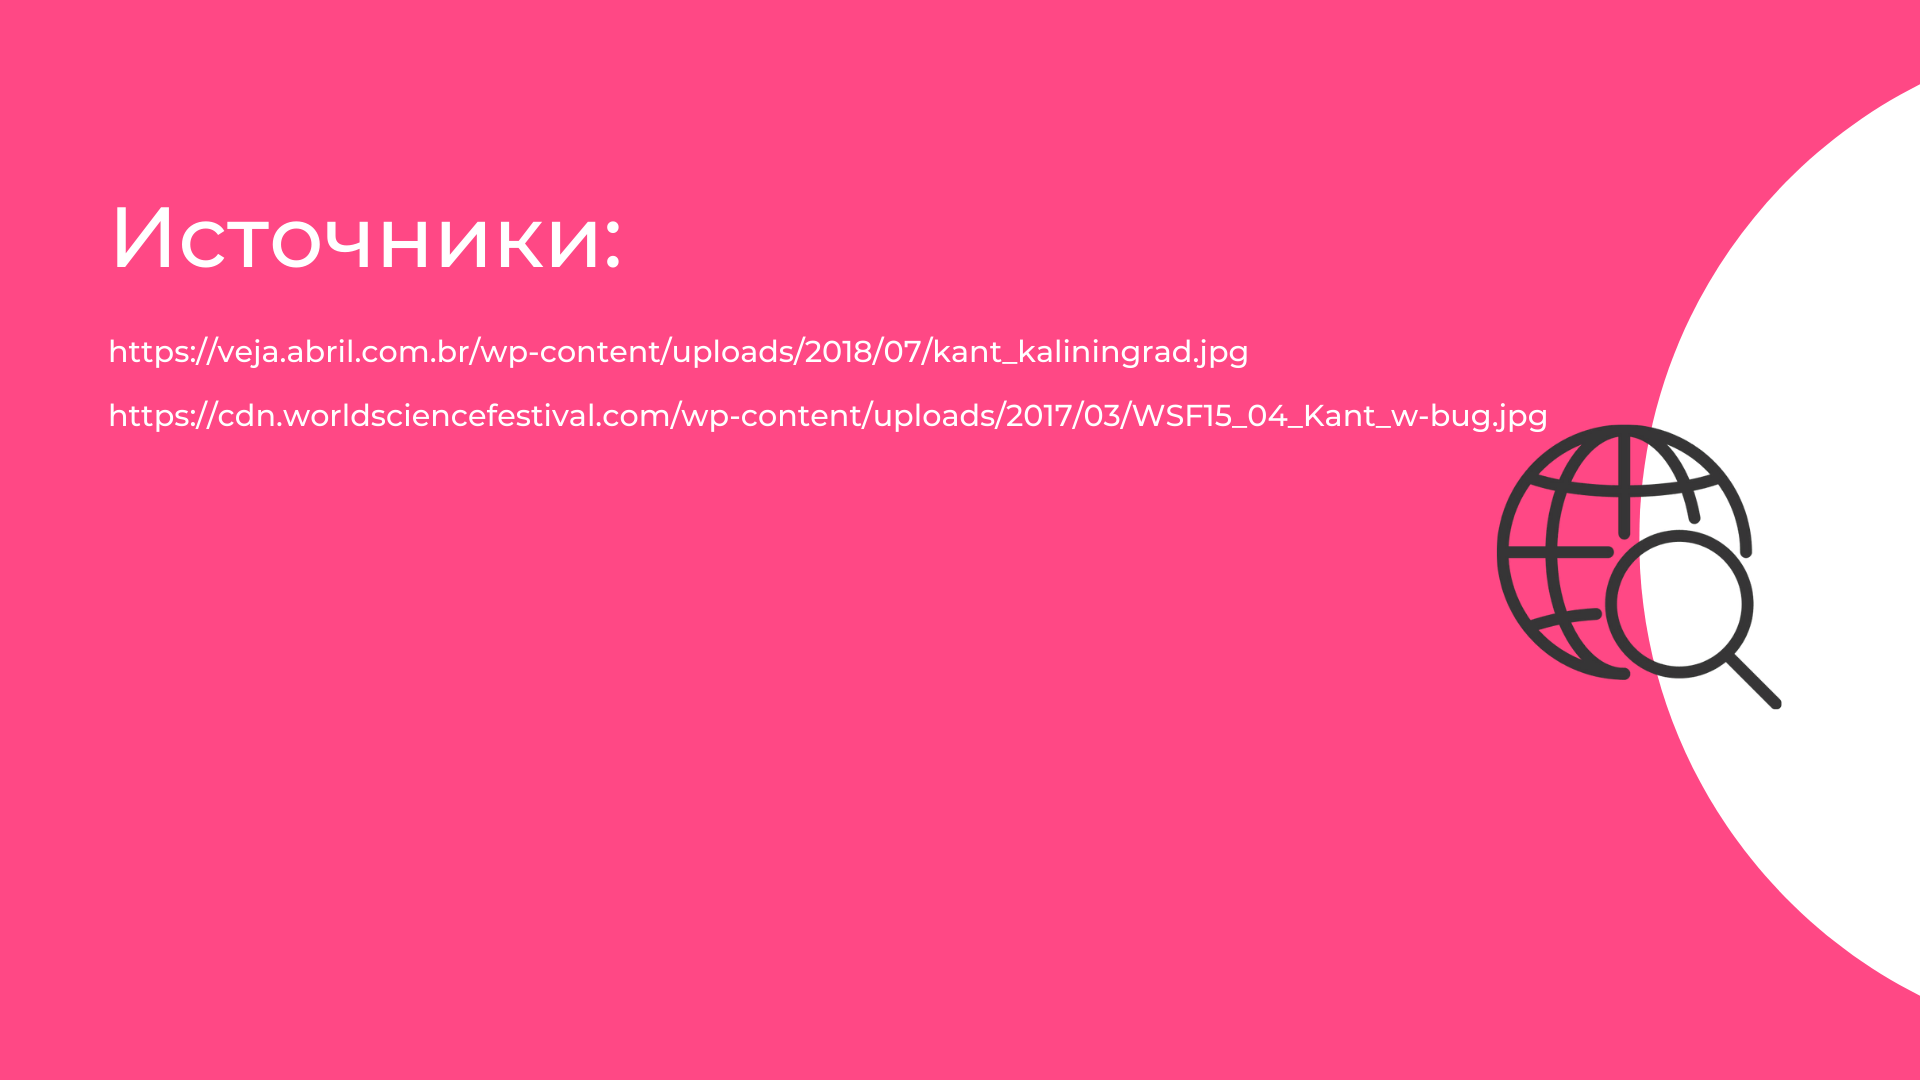 Источники:
https://veja.abril.com.br/wp-content/uploads/2018/07/kant_kaliningrad.jpg
https://cdn.worldsciencefestival.com/wp-content/uploads/2017/03/WSF15_04_Kant_w-bug.jpg